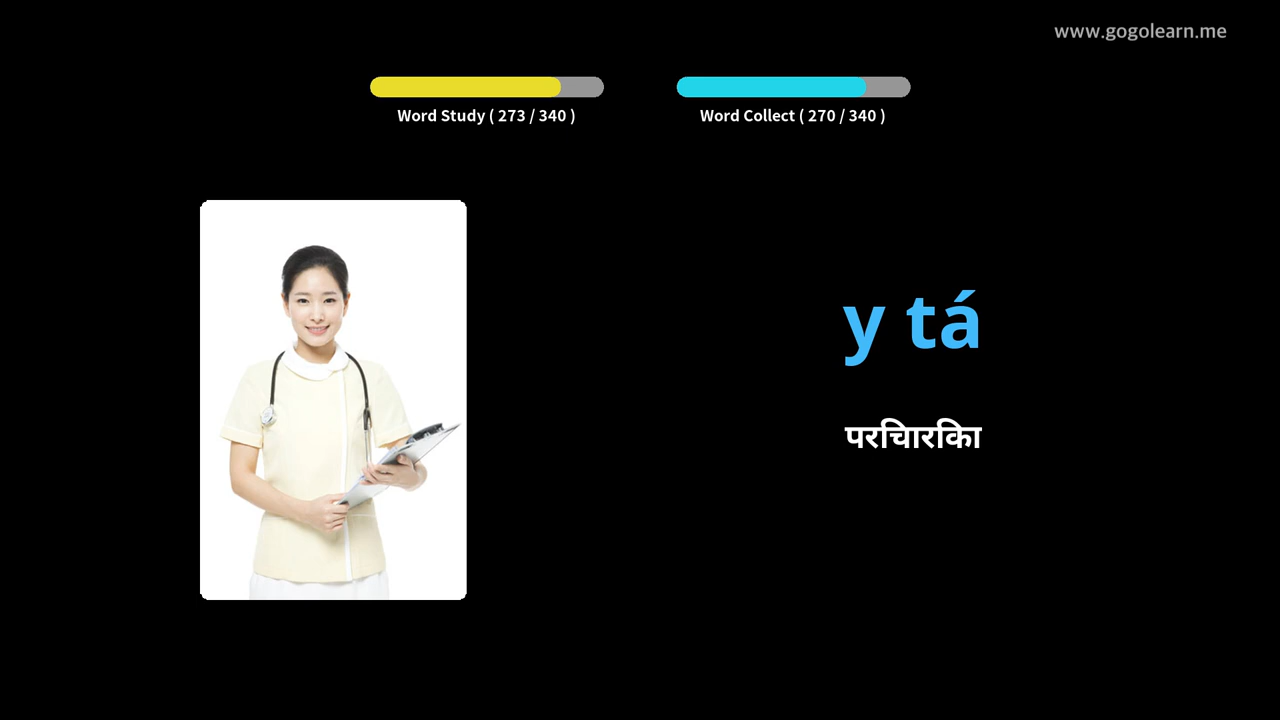 www.gogolearn.me
Word Study ( 273 / 340 )
Word Collect ( 270 / 340 )
y tá
परिचारिका